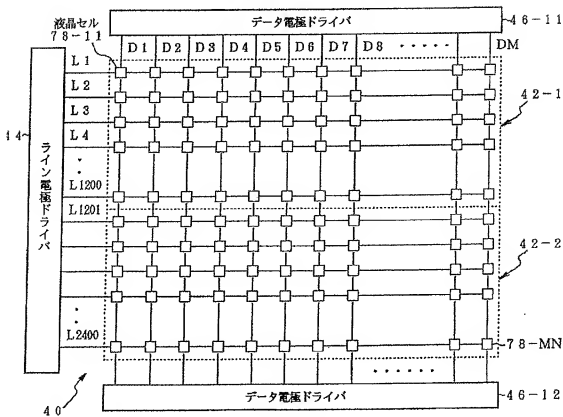 液晶セル
78-11
データ電極ドライバ
46-11
D1 D2 D3 D4 D5 D6 D7 D8 ・・・・・ DM
L1
L2
L3
L4
・
・
L1200
L1201
・
・
L2400
44
ライン電極ドライバ
42-1
42-2
78-MN
・・・・・・
データ電極ドライバ
46-12
40